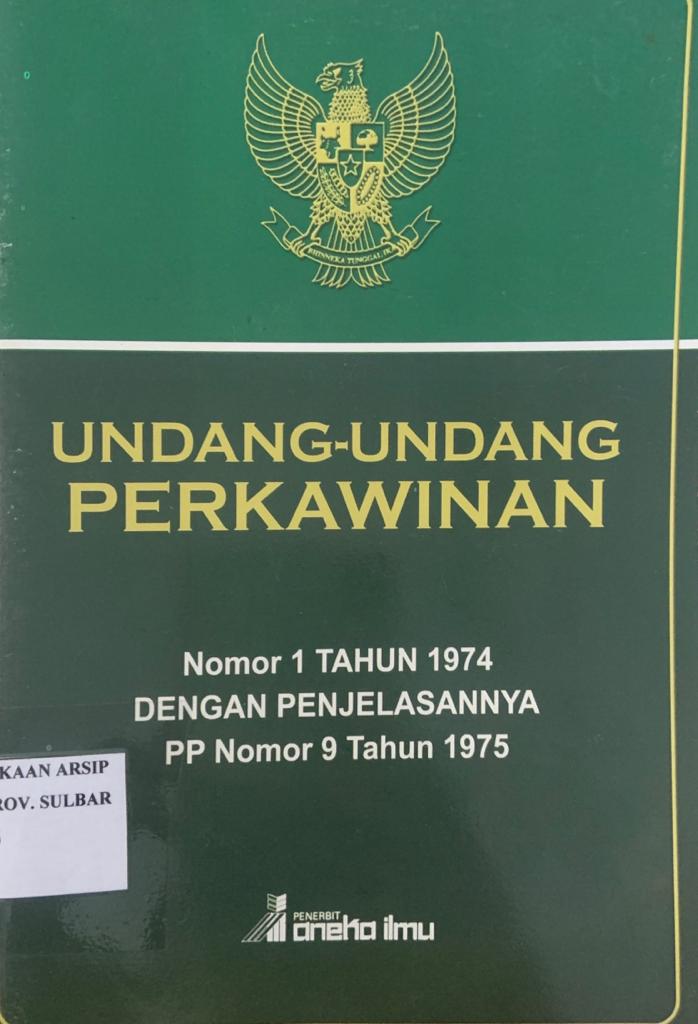 BHINNEKA TUNGGAL IKA
UNDANG-UNDANG
PERKAWINAN
Nomor 1 TAHUN 1974
DENGAN PENJELASANNYA
PP Nomor 9 Tahun 1975
KAAN ARSIP
ROV. SULBAR
PENERBIT
aneka ilmu